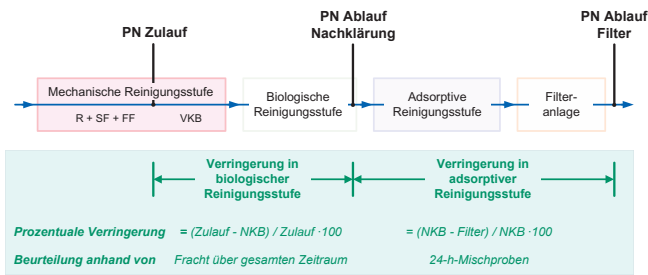 PN Zulauf
PN Ablauf
Nachklärung
PN Ablauf
Filter
Mechanische Reinigungsstufe
R + SF + FF VKB
Biologische
Reinigungsstufe
Adsorptive
Reinigungsstufe
Filter-
anlage
Verringerung in
biologischer
Reinigungsstufe
Verringerung in
adsorptiver
Reinigungsstufe
Prozentuale Verringerung = (Zulauf - NKB) / Zulauf ·100 = (NKB - Filter) / NKB ·100
Beurteilung anhand von Fracht über gesamten Zeitraum 24-h-Mischproben